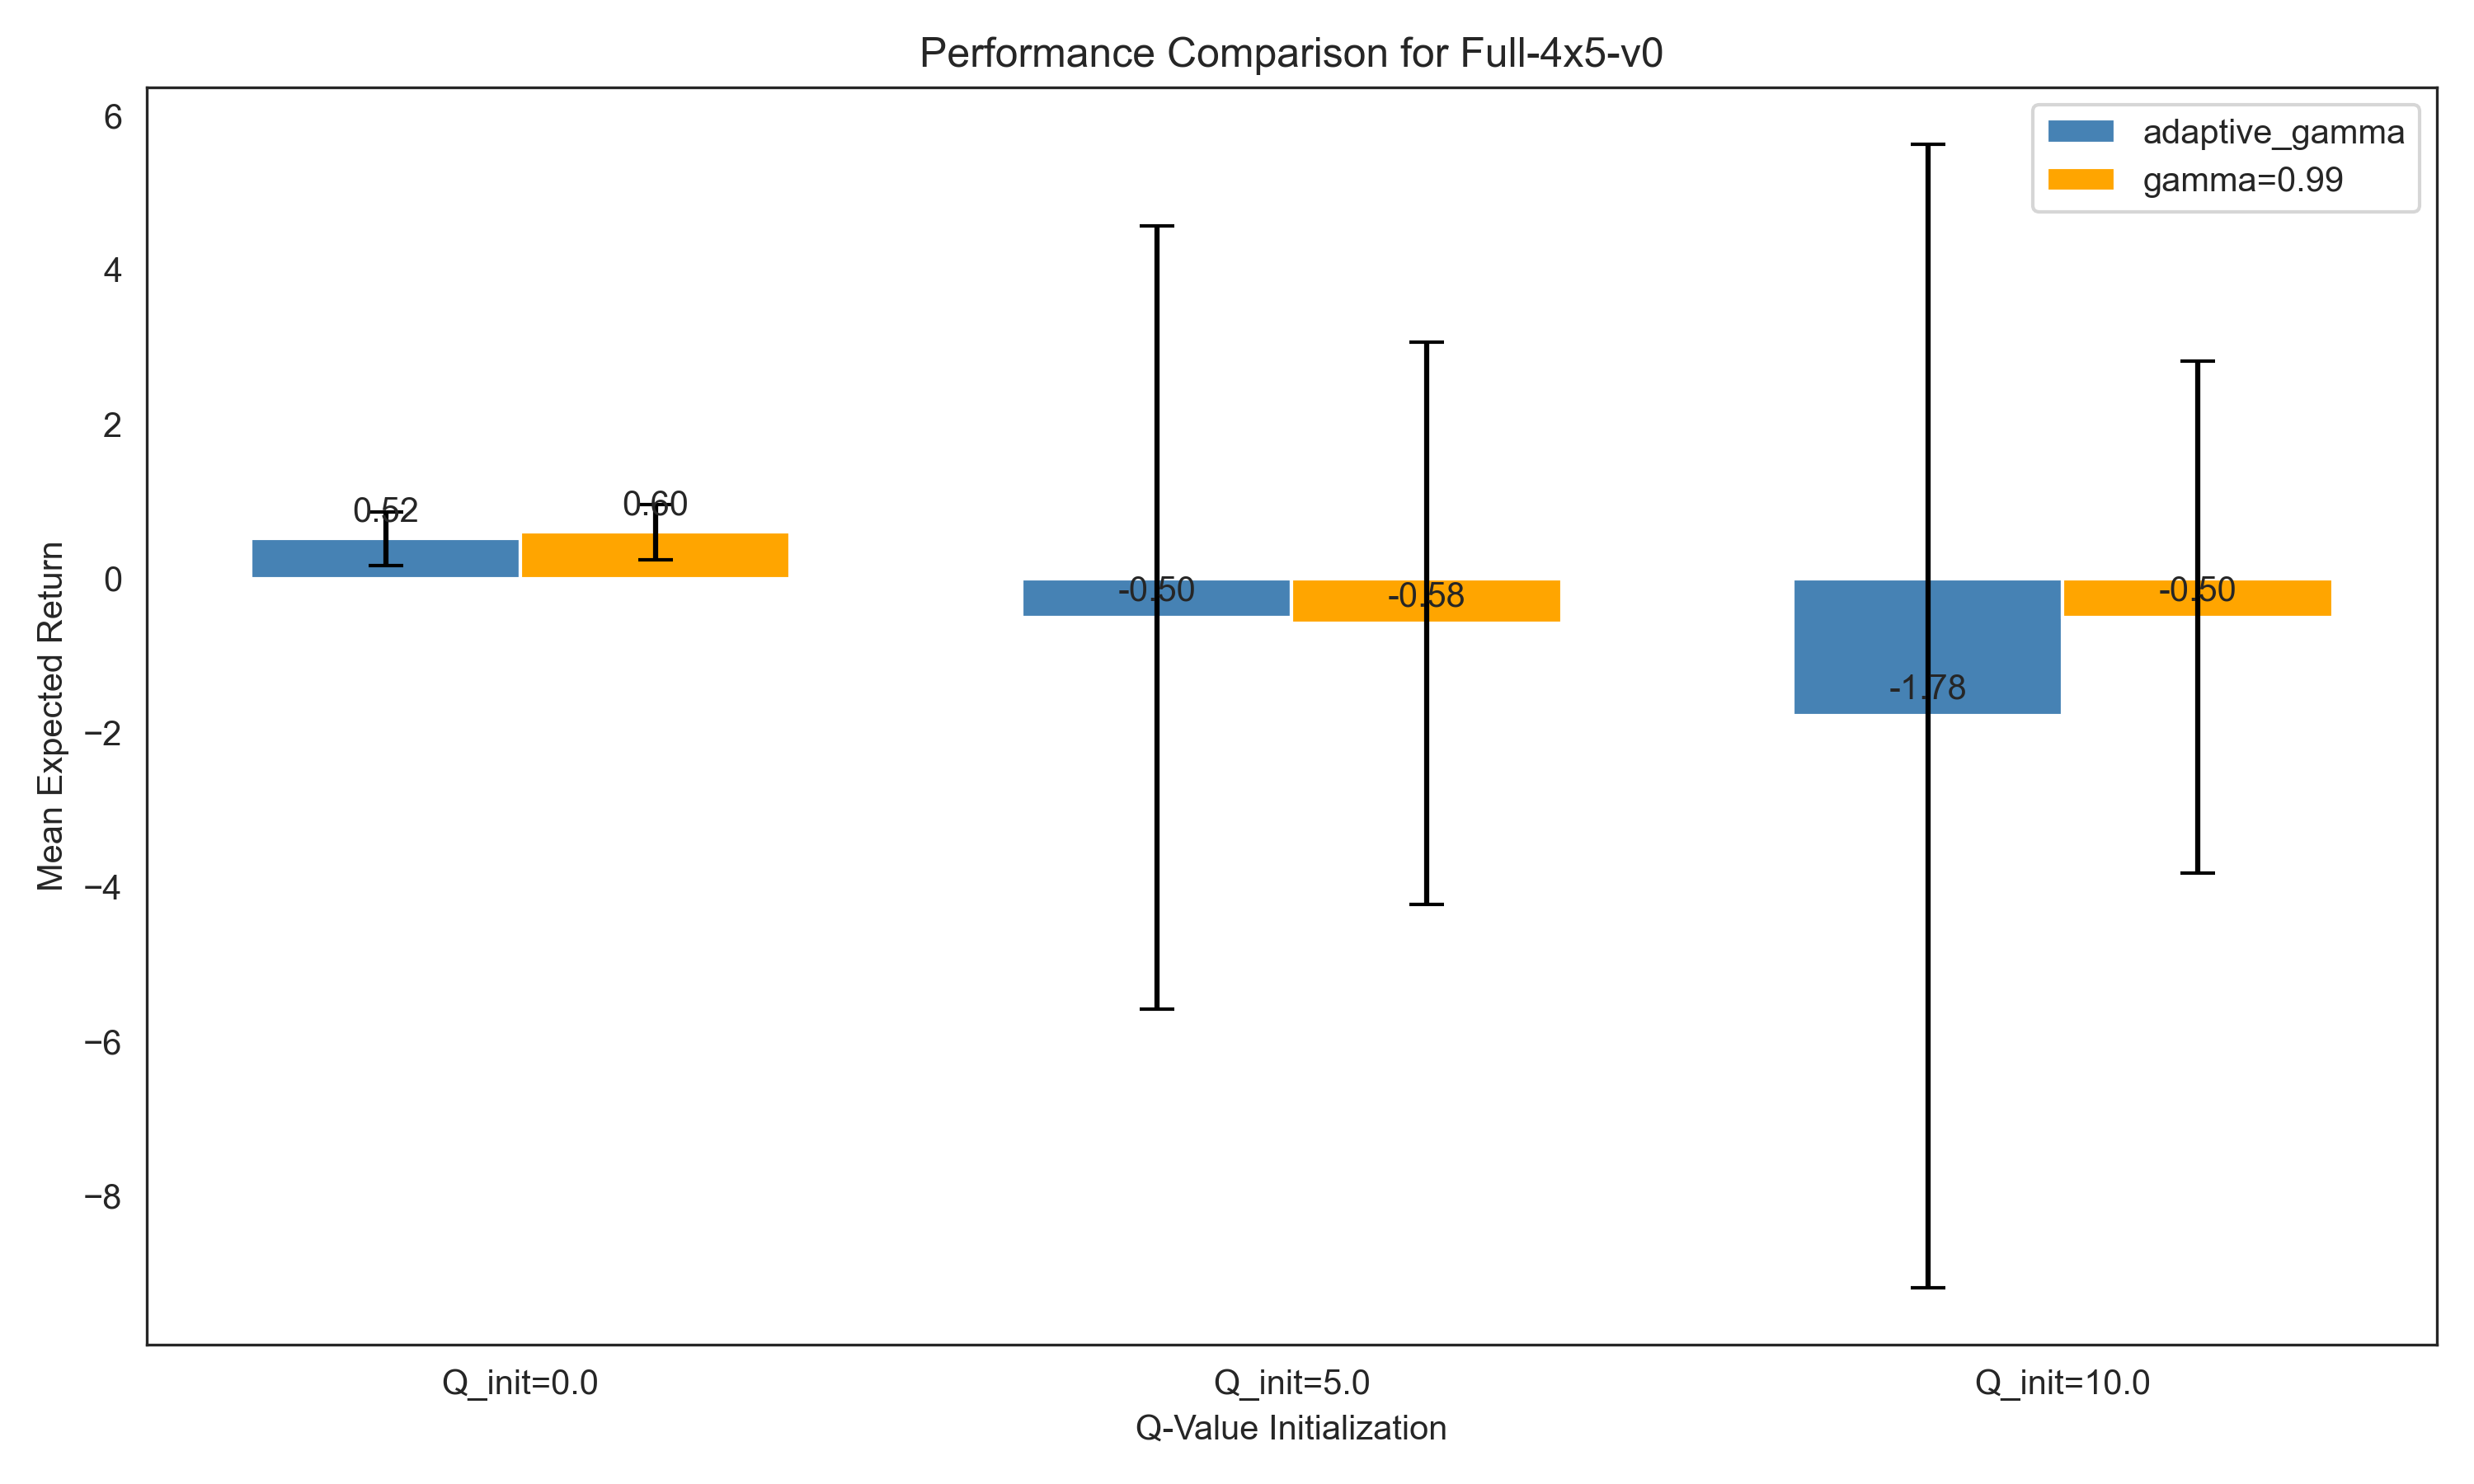 Performance Comparison for Full-4x5-v0
adaptive_gamma
gamma=0.99
6
4
2
0
−2
−4
−6
−8
Mean Expected Return
0.52
0.60
-0.50
-0.58
-1.78
-0.50
Q_init=0.0
Q_init=5.0
Q_init=10.0
Q-Value Initialization